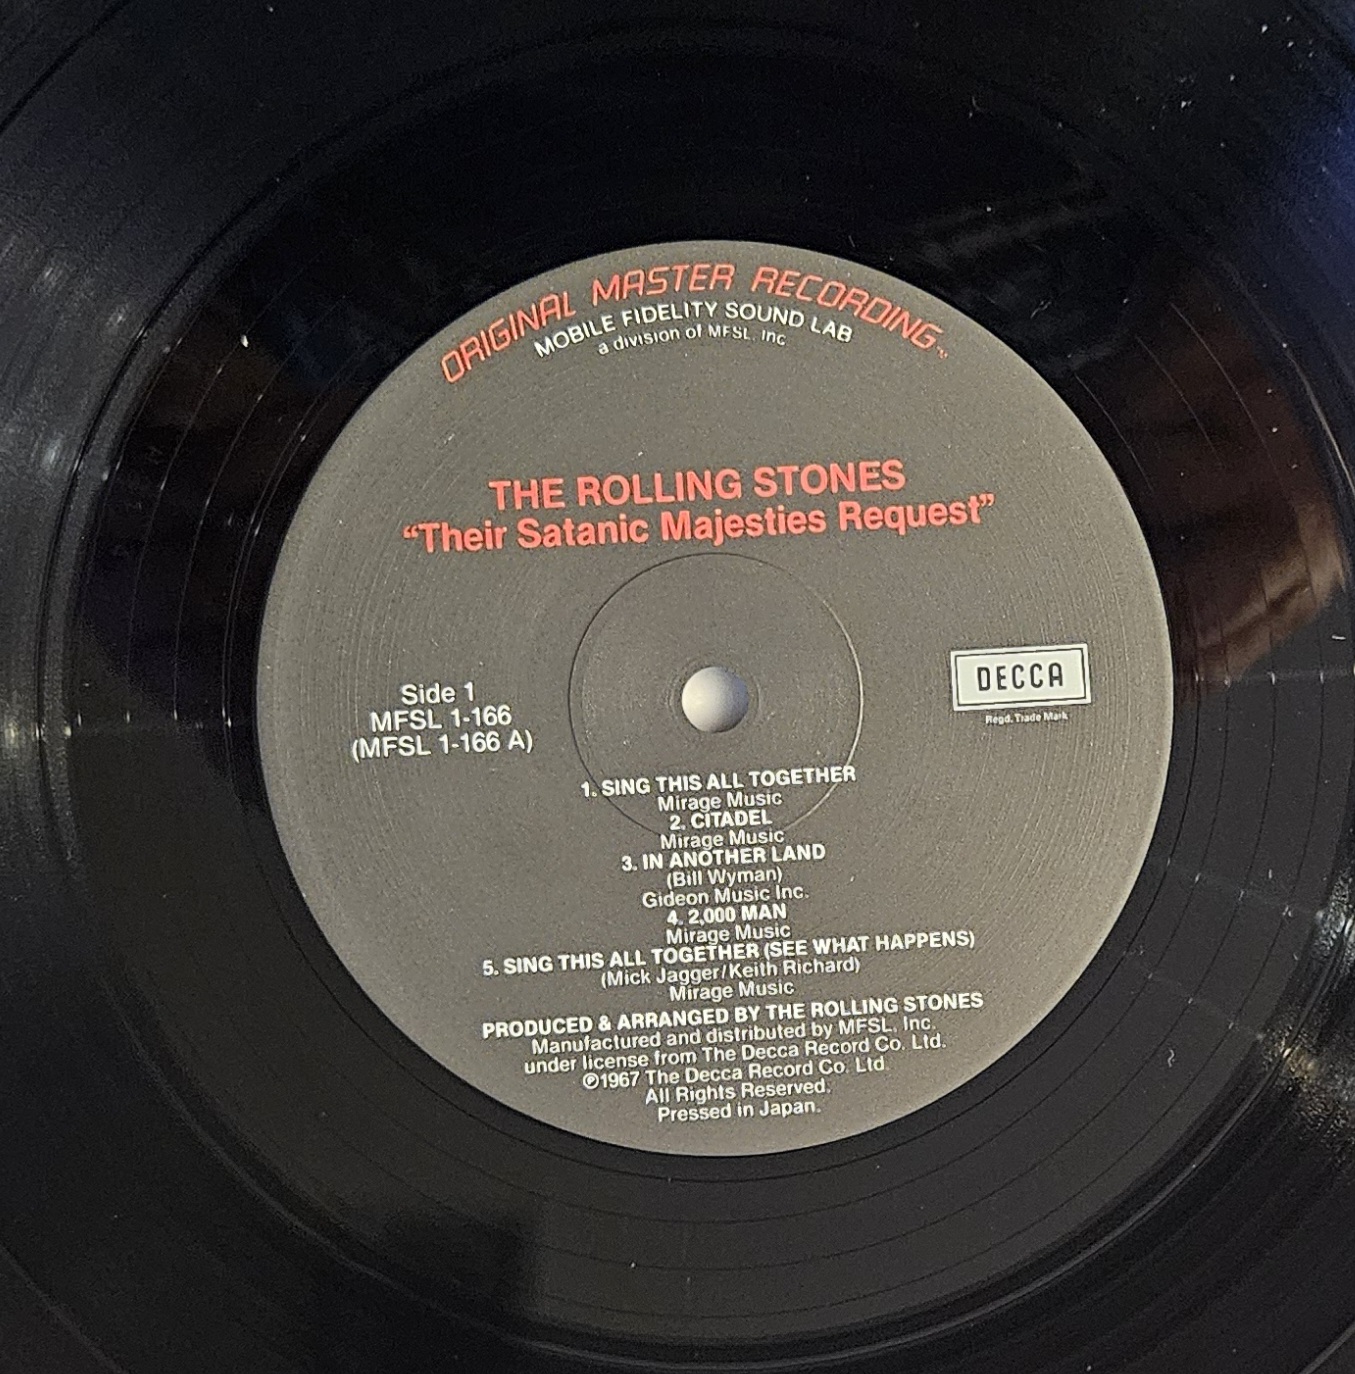 ORIGINAL MASTER RECORDING™
MOBILE FIDELITY SOUND LAB
a division of MFSL, Inc
THE ROLLING STONES
“Their Satanic Majesties Request”
Side 1
MFSL 1-166
(MFSL 1-166 A)
DECCA
Regd. Trade Mark
1. SING THIS ALL TOGETHER
Mirage Music
2. CITADEL
Mirage Music
3. IN ANOTHER LAND
(Bill Wyman)
Gideon Music Inc.
4. 2,000 MAN
Mirage Music
5. SING THIS ALL TOGETHER (SEE WHAT HAPPENS)
(Mick Jagger/Keith Richard)
Mirage Music
PRODUCED & ARRANGED BY THE ROLLING STONES
Manufactured and distributed by MFSL, Inc.
under license from The Decca Record Co. Ltd.
℗1967 The Decca Record Co. Ltd.
All Rights Reserved.
Pressed in Japan.